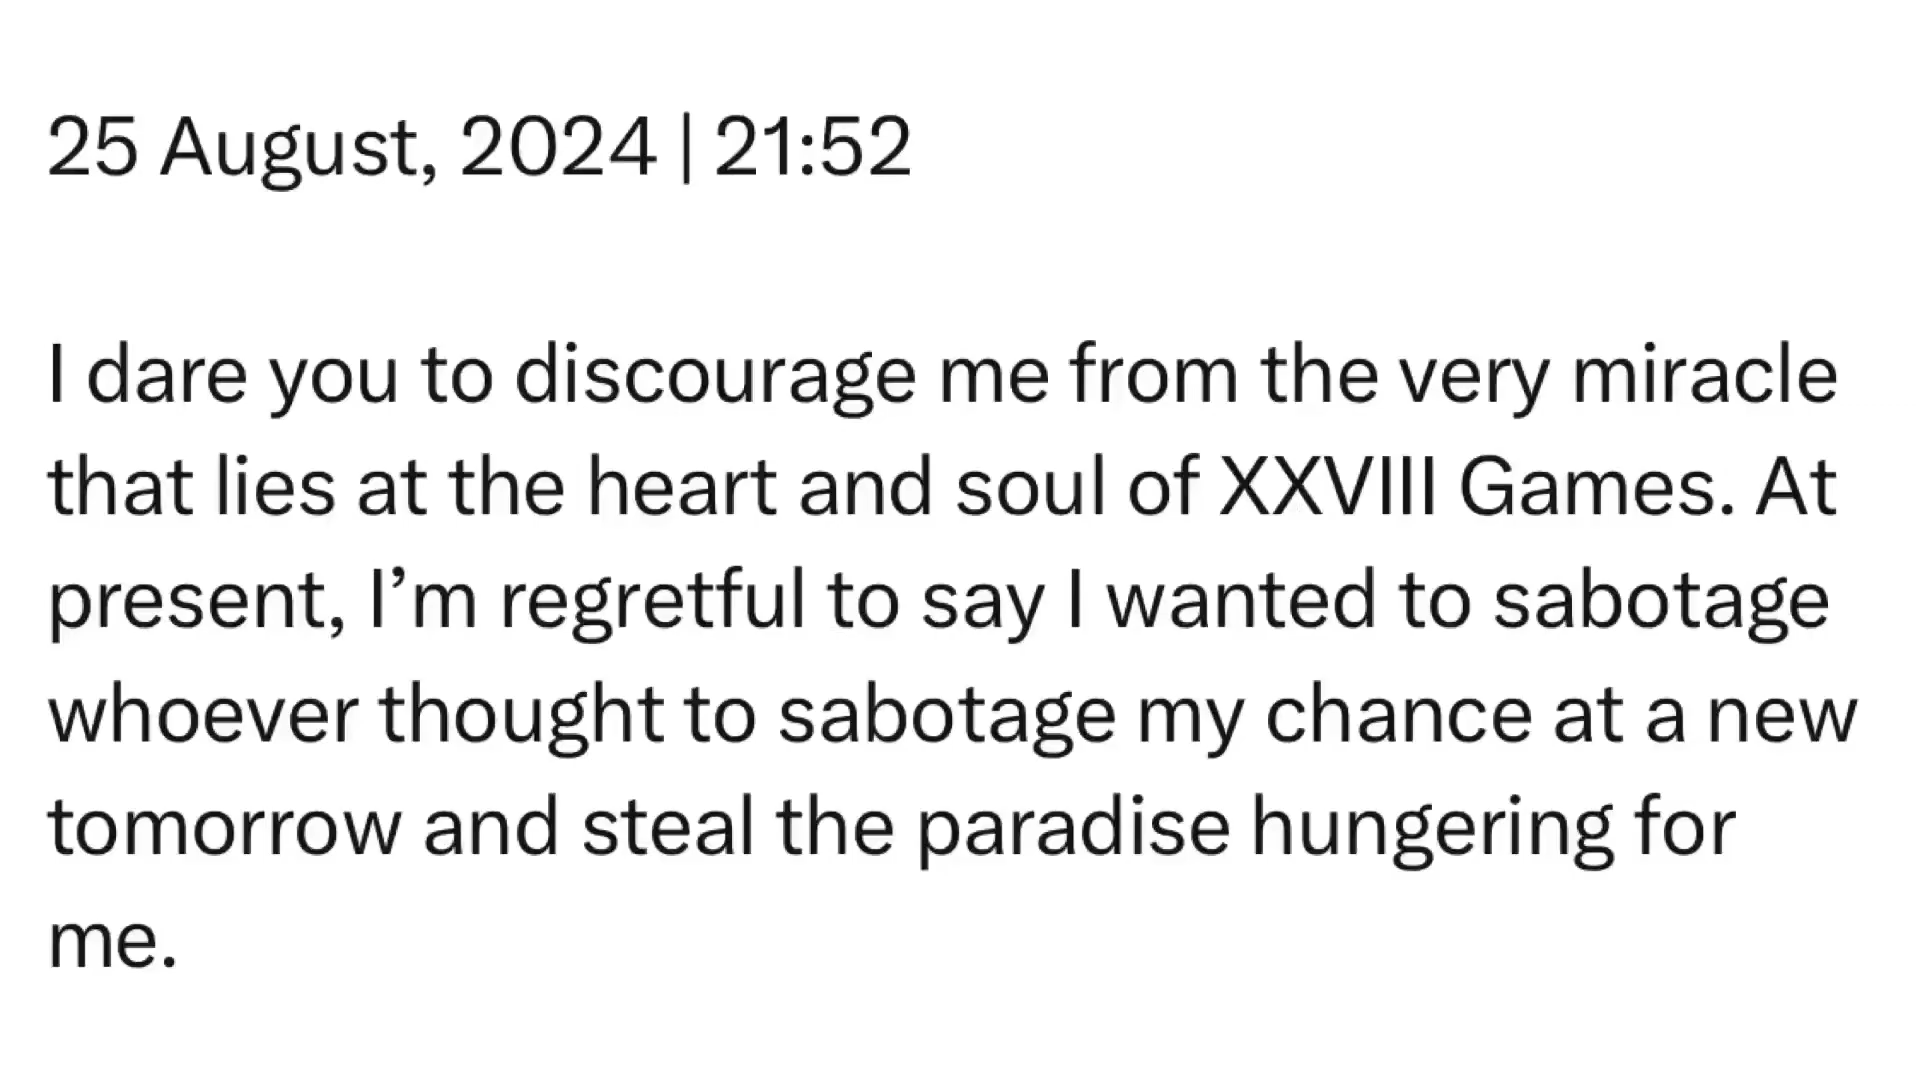 25 August, 2024 | 21:52
I dare you to discourage me from the very miracle
that lies at the heart and soul of XXVIII Games. At
present, I’m regretful to say I wanted to sabotage
whoever thought to sabotage my chance at a new
tomorrow and steal the paradise hungering for
me.